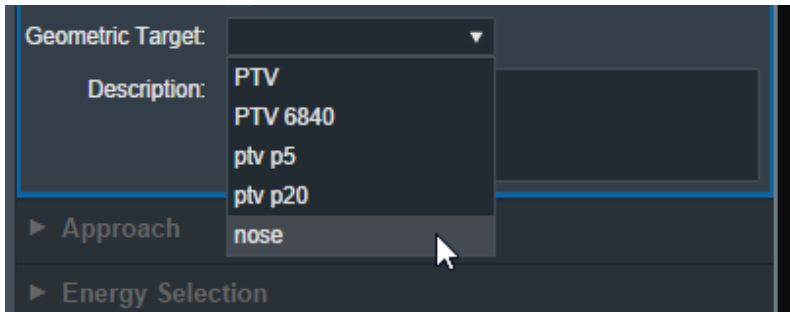 Geometric Target:
Description:
PTV
PTV 6840
ptv p5
ptv p20
nose
Approach
Energy Selection